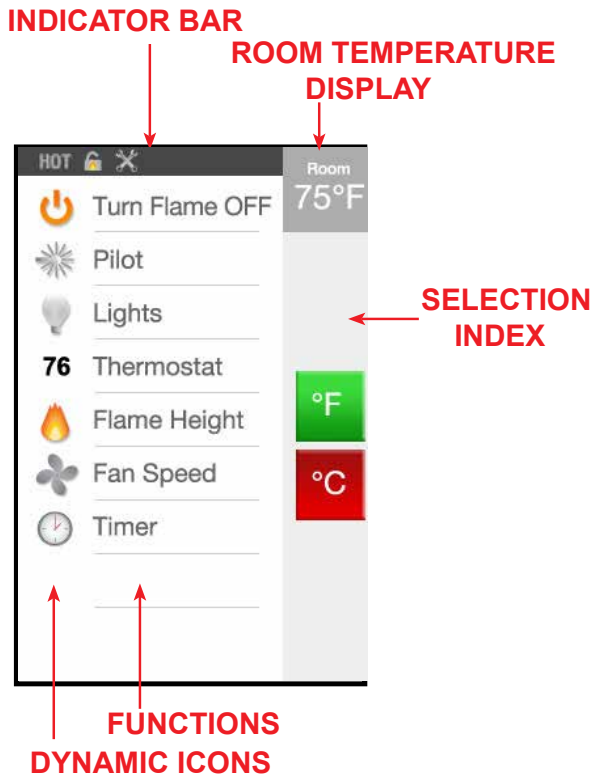 INDICATOR BAR
ROOM TEMPERATURE
DISPLAY
HOT
Room
75°F
Turn Flame OFF
Pilot
Lights
SELECTION
INDEX
76 Thermostat
°F
Flame Height
Fan Speed
°C
Timer
FUNCTIONS
DYNAMIC ICONS